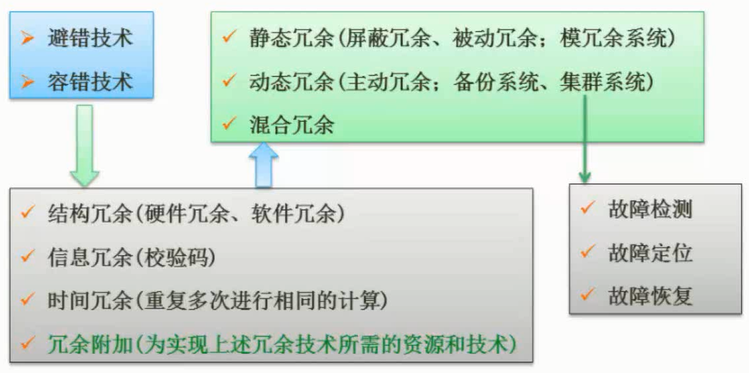 避错技术
容错技术
静态冗余(屏蔽冗余、被动冗余；模冗余系统)
动态冗余(主动冗余；备份系统、集群系统)
混合冗余
结构冗余(硬件冗余、软件冗余)
信息冗余(校验码)
时间冗余(重复多次进行相同的计算)
冗余附加(为实现上述冗余技术所需的资源和技术)
故障检测
故障定位
故障恢复